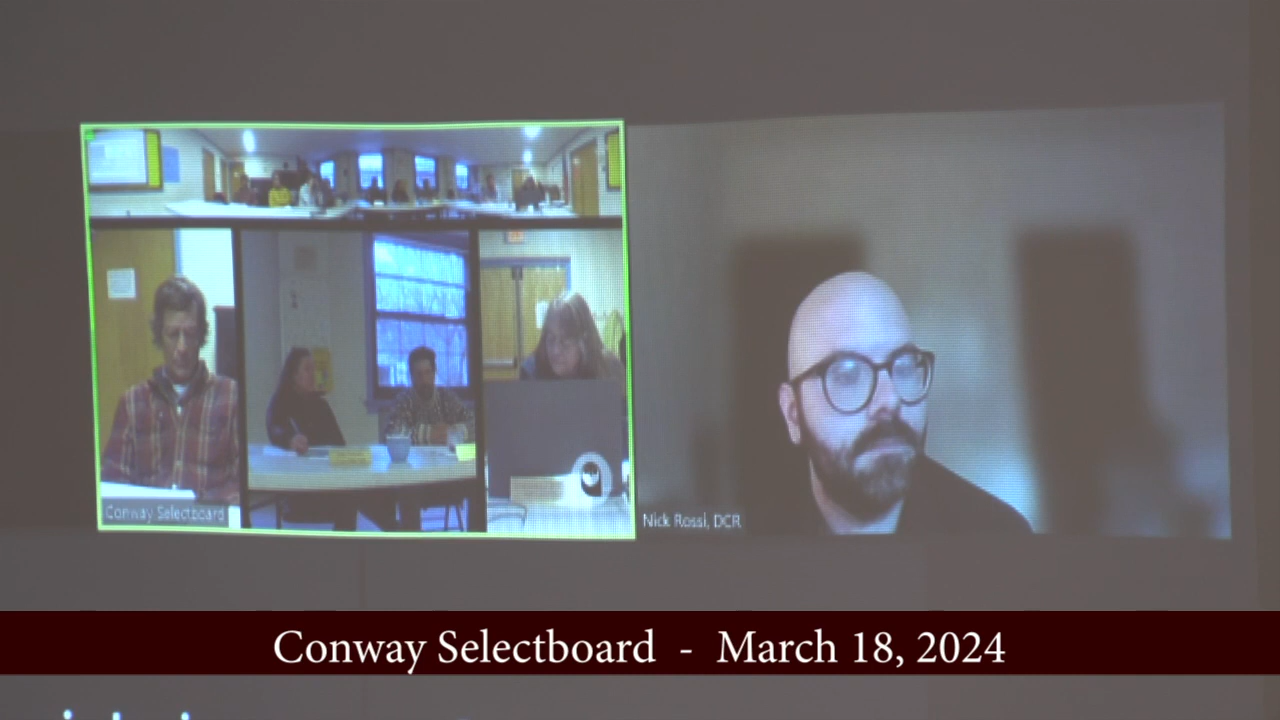 Conway Selectboard
Nick Rossi, DCR
Conway Selectboard - March 18, 2024